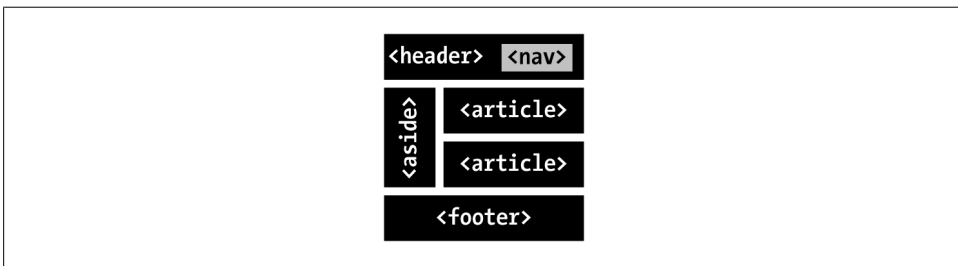 <header> <nav>
<aside>
<article>
<article>
<footer>